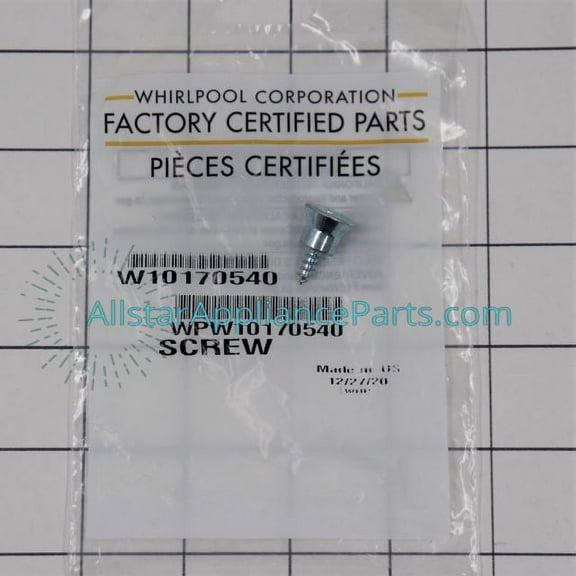 WHIRLPOOL CORPORATION
FACTORY CERTIFIED PARTS
PIÈCES CERTIFIÉES
W10170540
AllstarApplianceParts.com
WPW10170540
SCREW
Made in US
12/27/20